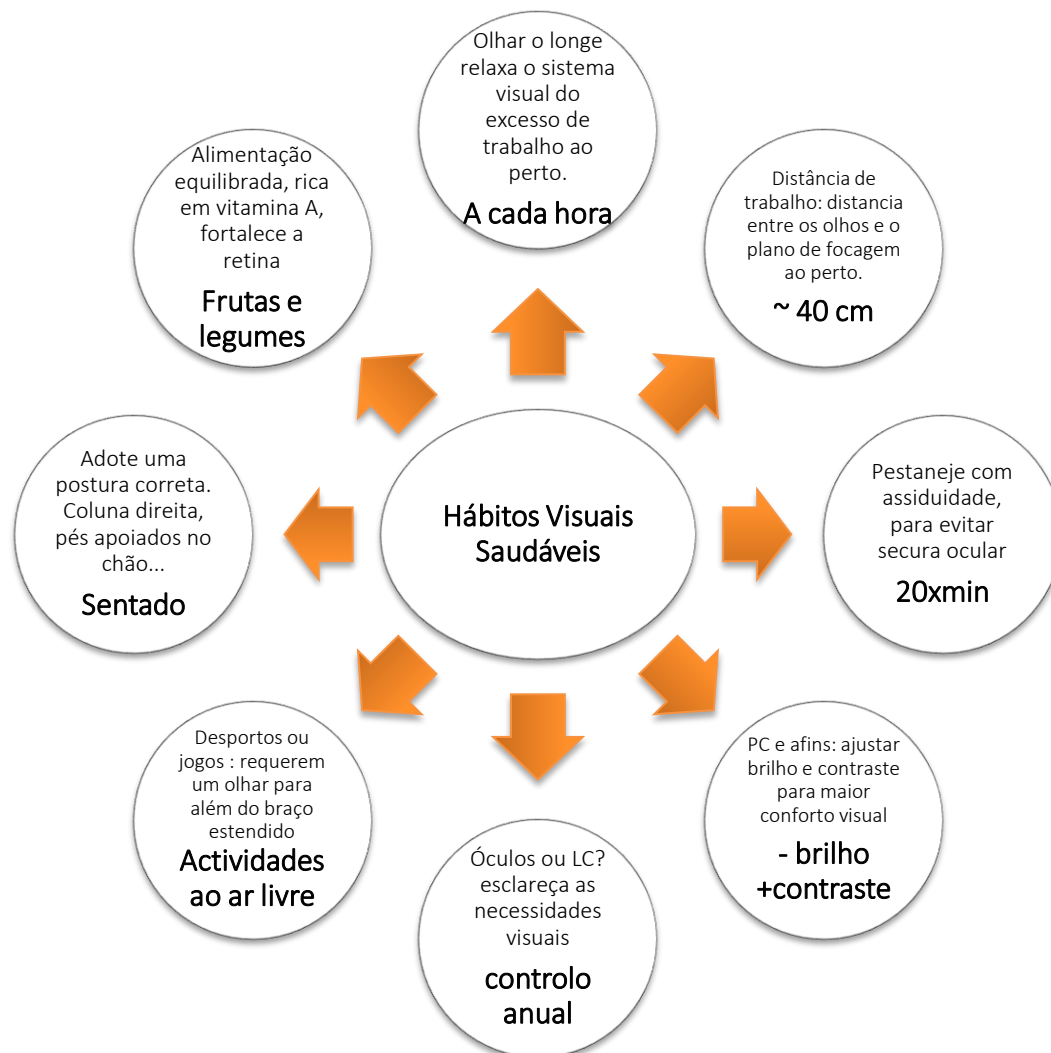 Olhar o longe
relaxa o sistema
visual do
excesso de
trabalho ao
perto.
A cada hora
Distância de
trabalho: distancia
entre os olhos e o
plano de focagem
ao perto.
~ 40 cm
Pestaneje com
assiduidade,
para evitar
secura ocular
20xmin
PC e afins: ajustar
brilho e contraste
para maior
conforto visual
- brilho
+contraste
Óculos ou LC?
esclareça as
necessidades
visuais
controlo
anual
Desportos ou
jogos : requerem
um olhar para
além do braço
estendido
Actividades
ao ar livre
Adote uma
postura correta.
Coluna direita,
pés apoiados no
chão...
Sentado
Alimentação
equilibrada, rica
em vitamina A,
fortalece a
retina
Frutas e
legumes
Hábitos Visuais
Saudáveis